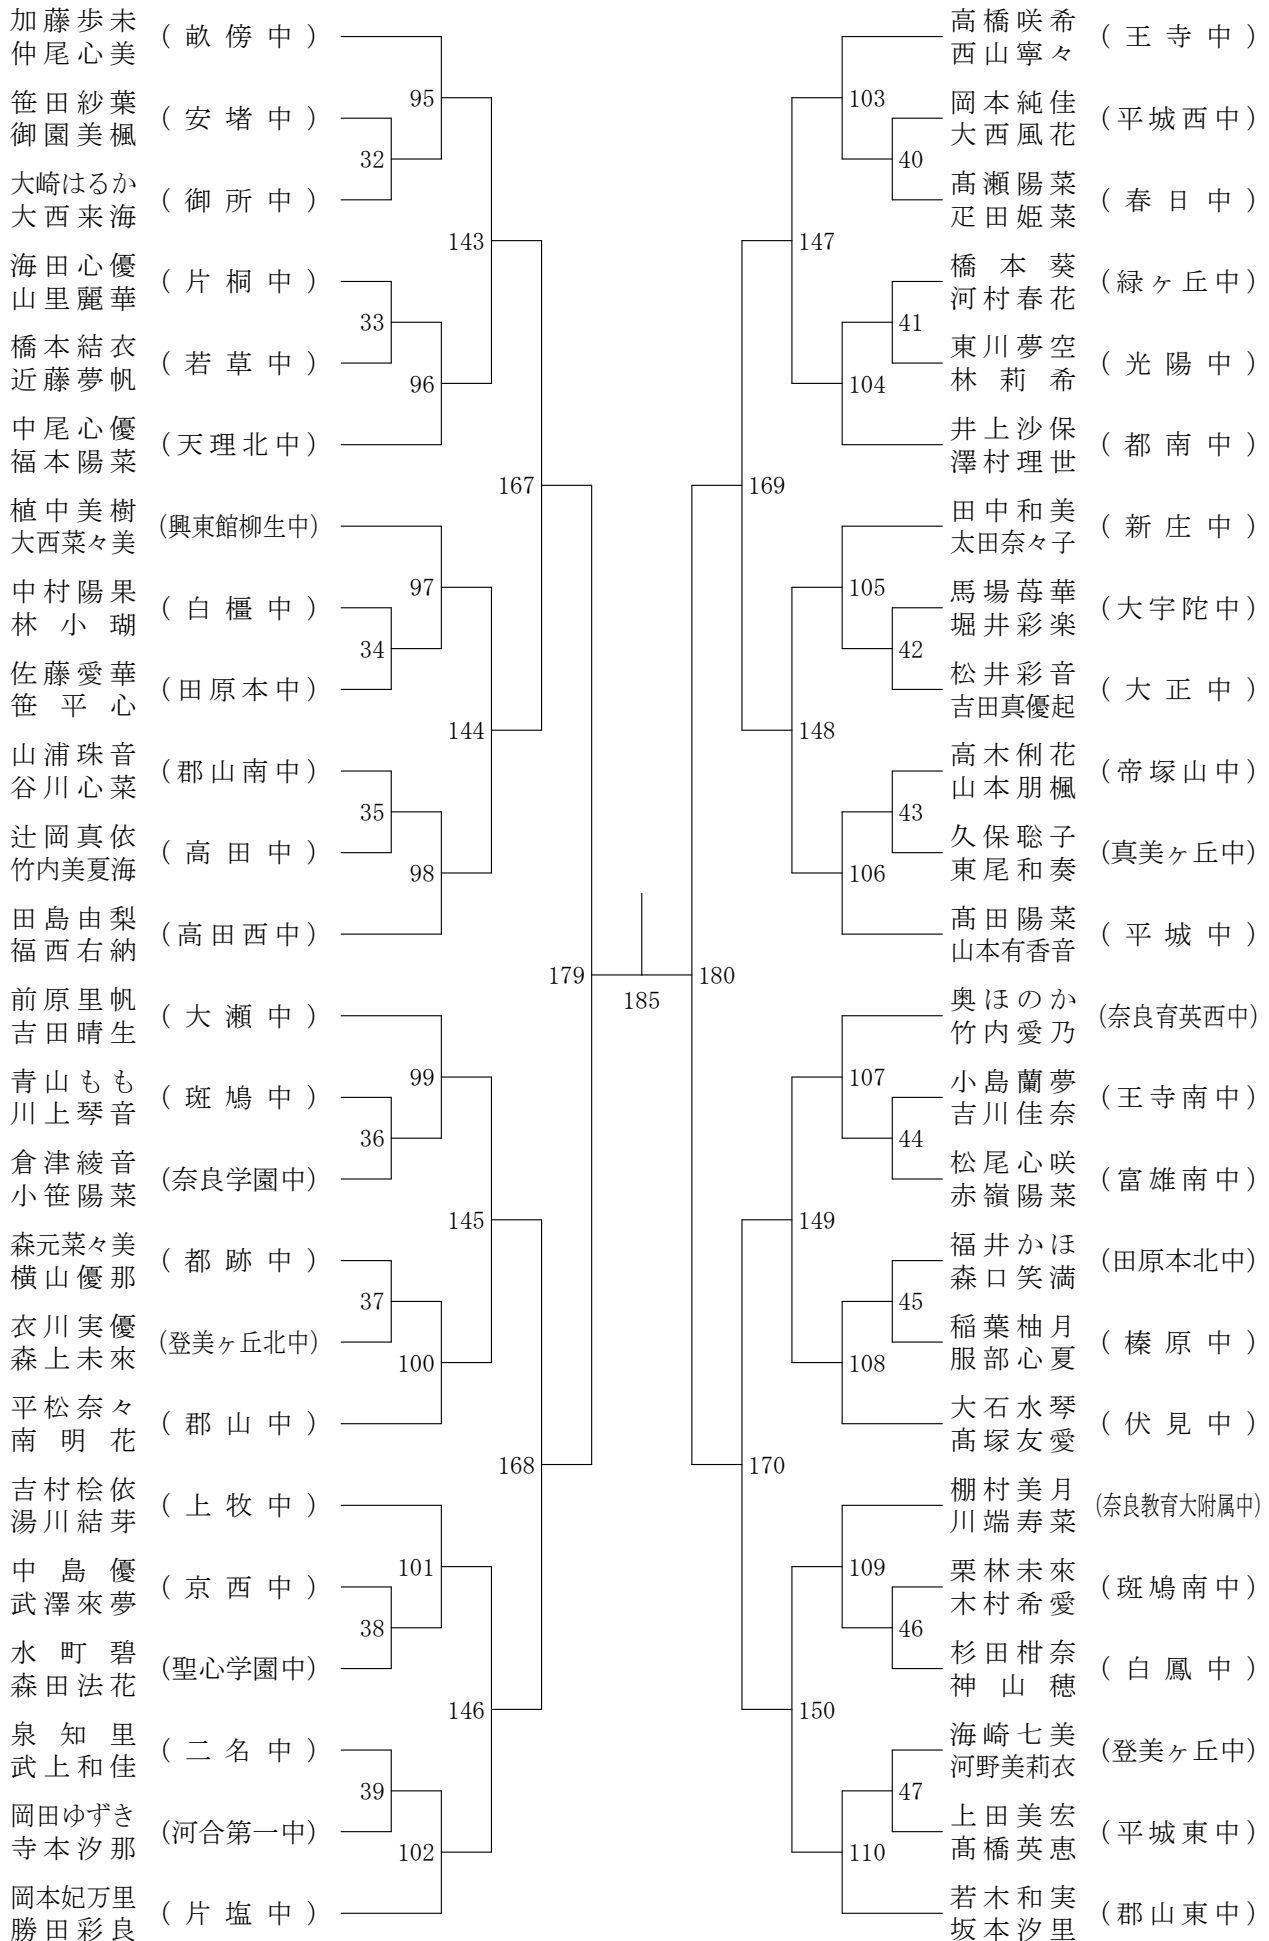 加藤歩未
仲尾心美
(畝傍中)
笹田紗葉
御園美楓
(安堵中)
大崎はるか
大西来海
(御所中)
海田心優
山里麗華
(片桐中)
橋本結衣
近藤夢帆
(若草中)
中尾心優
福本陽菜
(天理北中)
植中美樹
大西菜々美
(興東館柳生中)
中村陽果
林小瑚
(白橿中)
佐藤愛華
笹平心
(田原本中)
山浦珠音
谷川心菜
(郡山南中)
辻岡真依
竹内美夏海
(高田中)
田島由梨
福西右納
(高田西中)
前原里帆
吉田晴生
(大瀬中)
青山もも
川上琴音
(斑鳩中)
倉津綾音
小笹陽菜
(奈良学園中)
森元菜々美
横山優那
(都跡中)
衣川実優
森上未來
(登美ヶ丘北中)
平松奈々
南明花
(郡山中)
吉村桧依
湯川結芽
(上牧中)
中島優
武澤來夢
(京西中)
水町碧
森田法花
(聖心学園中)
泉知里
武上和佳
(二名中)
岡田ゆずき
寺本汐那
(河合第一中)
岡本妃万里
勝田彩良
(片塩中)
32
33
34
35
36
37
38
39
95
96
97
98
99
100
101
102
143
144
145
146
167
168
179
185
180
169
170
147
148
149
150
103
104
105
106
107
108
109
110
40
41
42
43
44
45
46
47
高橋咲希
西山寧々
(王寺中)
岡本純佳
大西風花
(平城西中)
髙瀬陽菜
疋田姫菜
(春日中)
橋本葵
河村春花
(緑ヶ丘中)
東川夢空
林莉希
(光陽中)
井上沙保
澤村理世
(都南中)
田中和美
太田奈々子
(新庄中)
馬場苺華
堀井彩楽
(大宇陀中)
松井彩音
吉田真優起
(大正中)
高木俐花
山本朋楓
(帝塚山中)
久保聡子
東尾和奏
(真美ヶ丘中)
髙田陽菜
山本有香音
(平城中)
奥ほのか
竹内愛乃
(奈良育英西中)
小島蘭夢
吉川佳奈
(王寺南中)
松尾心咲
赤嶺陽菜
(富雄南中)
福井かほ
森口笑満
(田原本北中)
稲葉柚月
服部心夏
(榛原中)
大石水琴
髙塚友愛
(伏見中)
棚村美月
川端寿菜
(奈良教育大附属中)
栗林未來
木村希愛
(斑鳩南中)
杉田柑奈
神山穂
(白鳳中)
海崎七美
河野美莉衣
(登美ヶ丘中)
上田美宏
髙橋英恵
(平城東中)
若木和実
坂本汐里
(郡山東中)